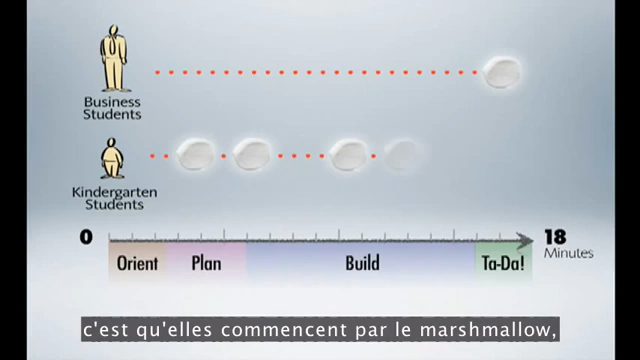 Business
Students
Kindergarten
Students
0
18
Minutes
Orient
Plan
Build
Ta-Da!
c'est qu'elles commencent par le marshmallow,